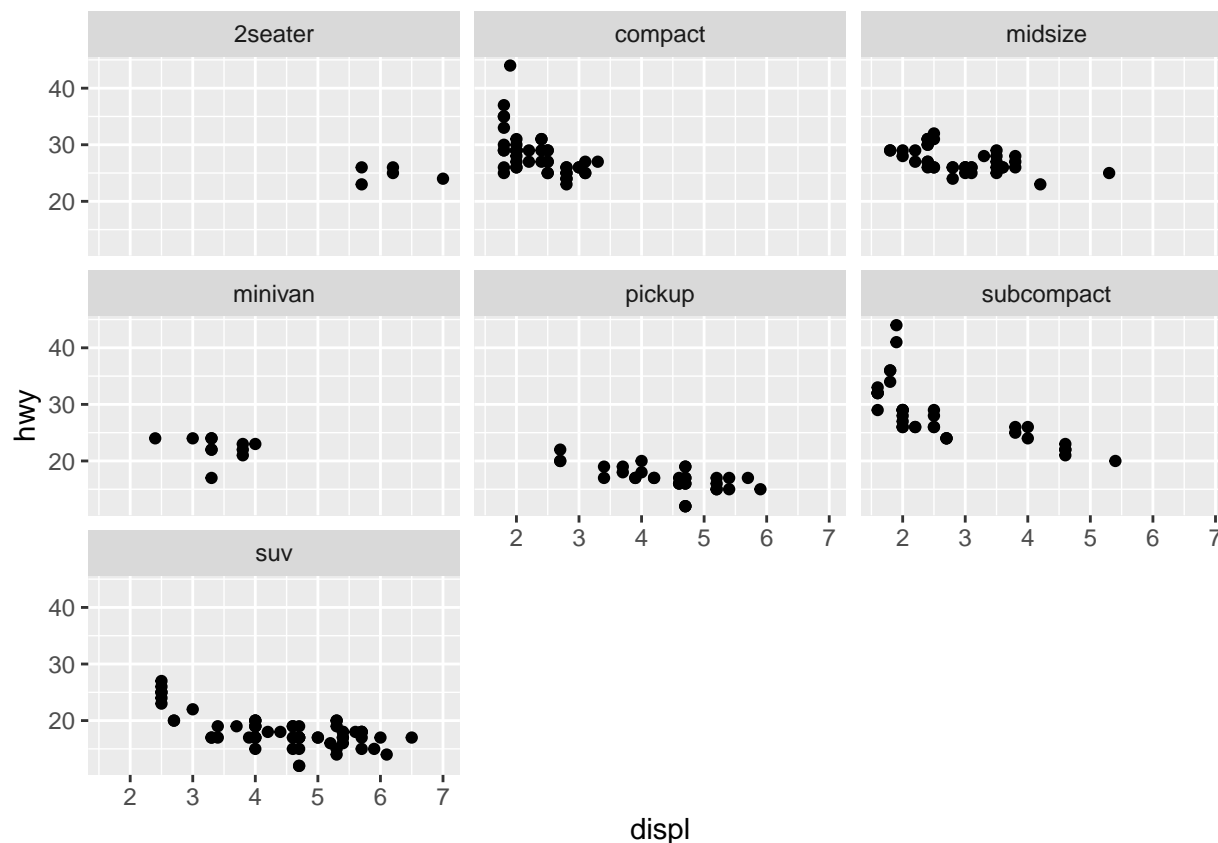 2seater compact midsize
40
30
20
minivan pickup subcompact
40
30
20
2 3 4 5 6 7 2 3 4 5 6 7
suv
40
30
20
2 3 4 5 6 7
displ
hwy